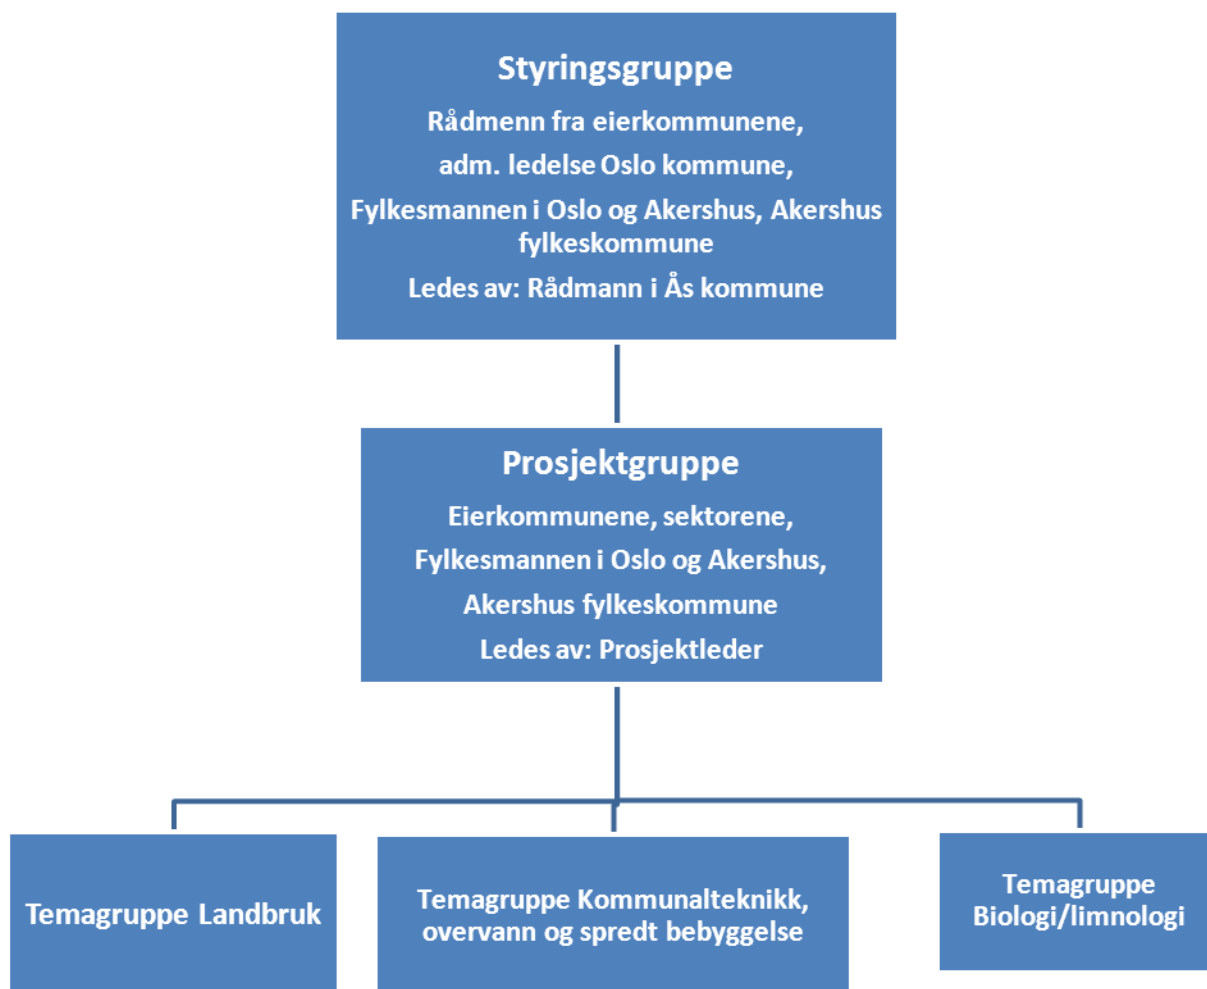 Styringsgruppe
Rådmenn fra eierkommunene,
adm. ledelse Oslo kommune,
Fylkesmannen i Oslo og Akershus, Akershus
fylkeskommune
Ledes av: Rådmann i Ås kommune
Prosjektgruppe
Eierkommunene, sektorene,
Fylkesmannen i Oslo og Akershus,
Akershus fylkeskommune
Ledes av: Prosjektleder
Temagruppe Landbruk
Temagruppe Kommunalteknikk,
overvann og spredt bebyggelse
Temagruppe
Biologi/limnologi